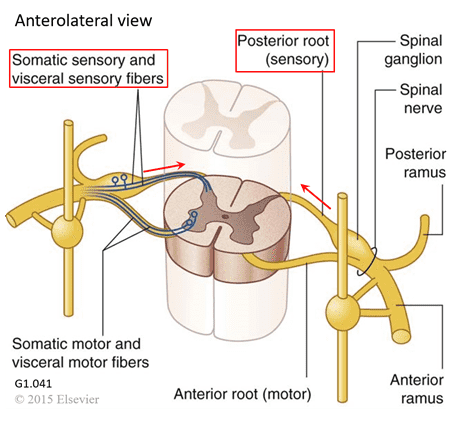 Anterolateral view
Somatic sensory and
visceral sensory fibers
Posterior root
(sensory)
Spinal
ganglion
Spinal
nerve
Posterior
ramus
Somatic motor and
visceral motor fibers
G1.041
© 2015 Elsevier
Anterior root (motor)
Anterior
ramus